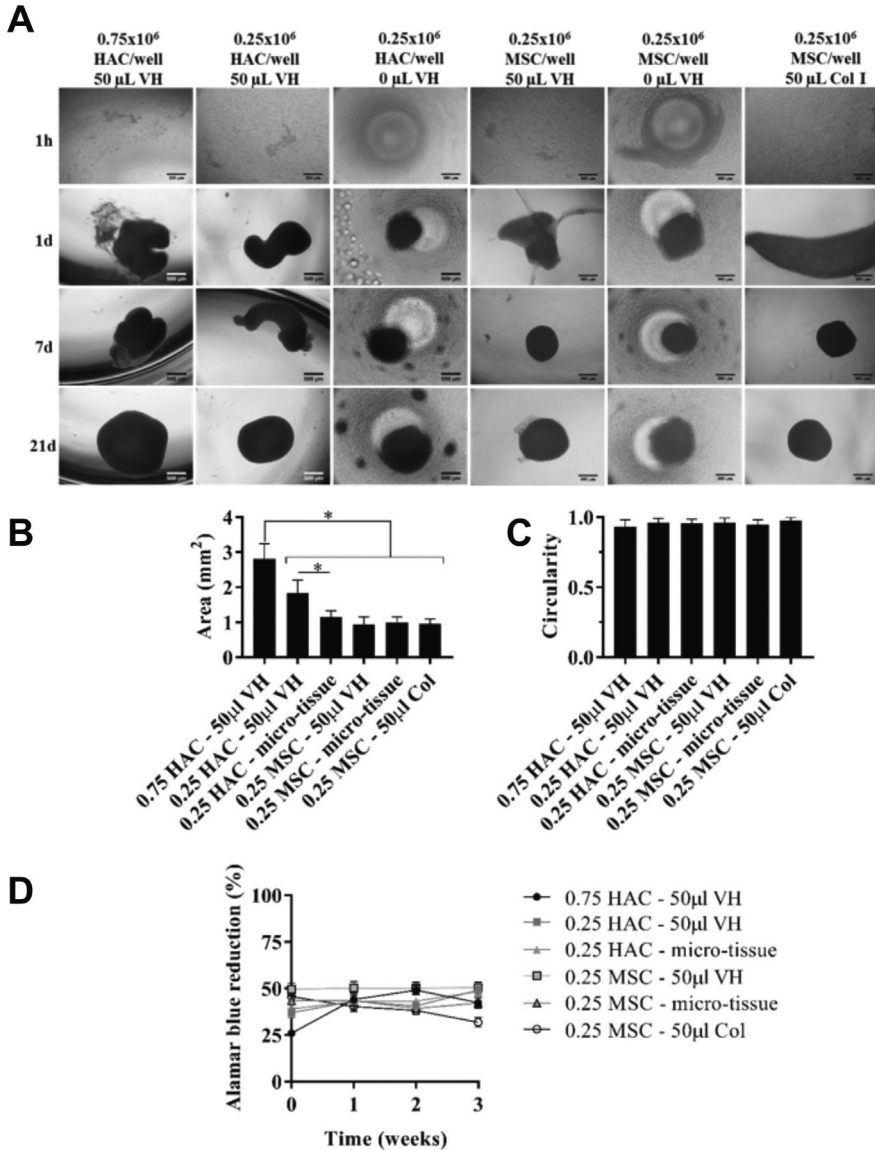 A
0.75x10⁶
HAC/well
50 µL VH
0.25x10⁶
HAC/well
50 µL VH
0.25x10⁶
HAC/well
0 µL VH
0.25x10⁶
MSC/well
50 µL VH
0.25x10⁶
MSC/well
0 µL VH
0.25x10⁶
MSC/well
50 µL Col I
1h
1d
7d
21d
B
Area (mm²)
4
3
2
1
0
*
*
0.75 HAC - 50µl VH
0.25 HAC - 50µl VH
0.25 HAC - micro-tissue
0.25 MSC - 50µl VH
0.25 MSC - micro-tissue
0.25 MSC - 50µl Col
C
Circularity
1.0
0.5
0.0
0.75 HAC - 50µl VH
0.25 HAC - 50µl VH
0.25 HAC - micro-tissue
0.25 MSC - 50µl VH
0.25 MSC - micro-tissue
0.25 MSC - 50µl Col
D
Alamar blue reduction (%)
100
75
50
25
0
0 1 2 3
Time (weeks)
0.75 HAC - 50µl VH
0.25 HAC - 50µl VH
0.25 HAC - micro-tissue
0.25 MSC - 50µl VH
0.25 MSC - micro-tissue
0.25 MSC - 50µl Col